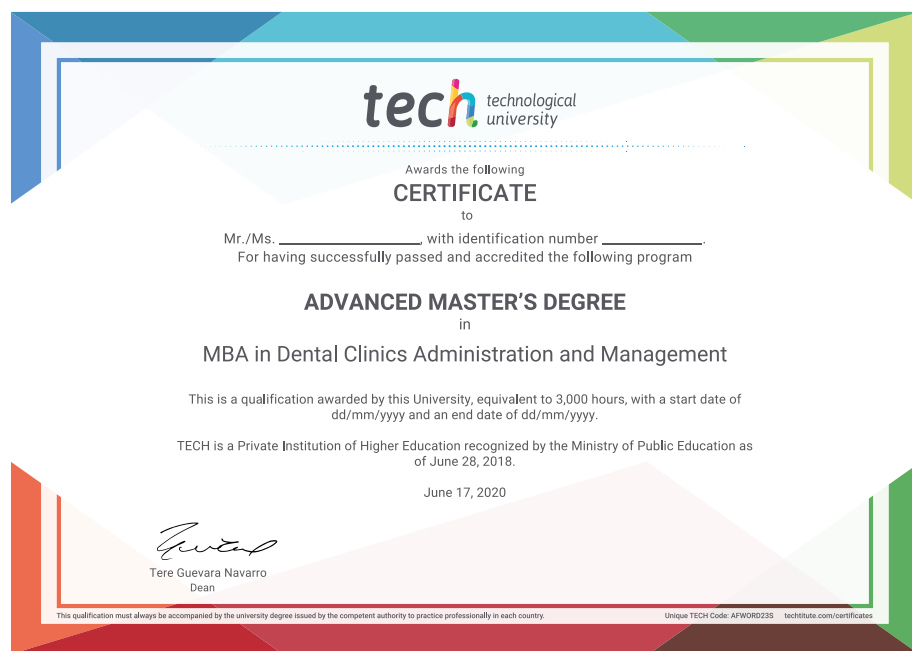 tech technological
university
Awards the following
CERTIFICATE
to
Mr./Ms. ____________________, with identification number ______________.
For having successfully passed and accredited the following program
ADVANCED MASTER’S DEGREE
in
MBA in Dental Clinics Administration and Management
This is a qualification awarded by this University, equivalent to 3,000 hours, with a start date of
dd/mm/yyyy and an end date of dd/mm/yyyy.
TECH is a Private Institution of Higher Education recognized by the Ministry of Public Education as
of June 28, 2018.
June 17, 2020
Tere Guevara Navarro
Dean
This qualification must always be accompanied by the university degree issued by the competent authority to practice professionally in each country.
Unique TECH Code: AFWORD23S techtitute.com/certificates